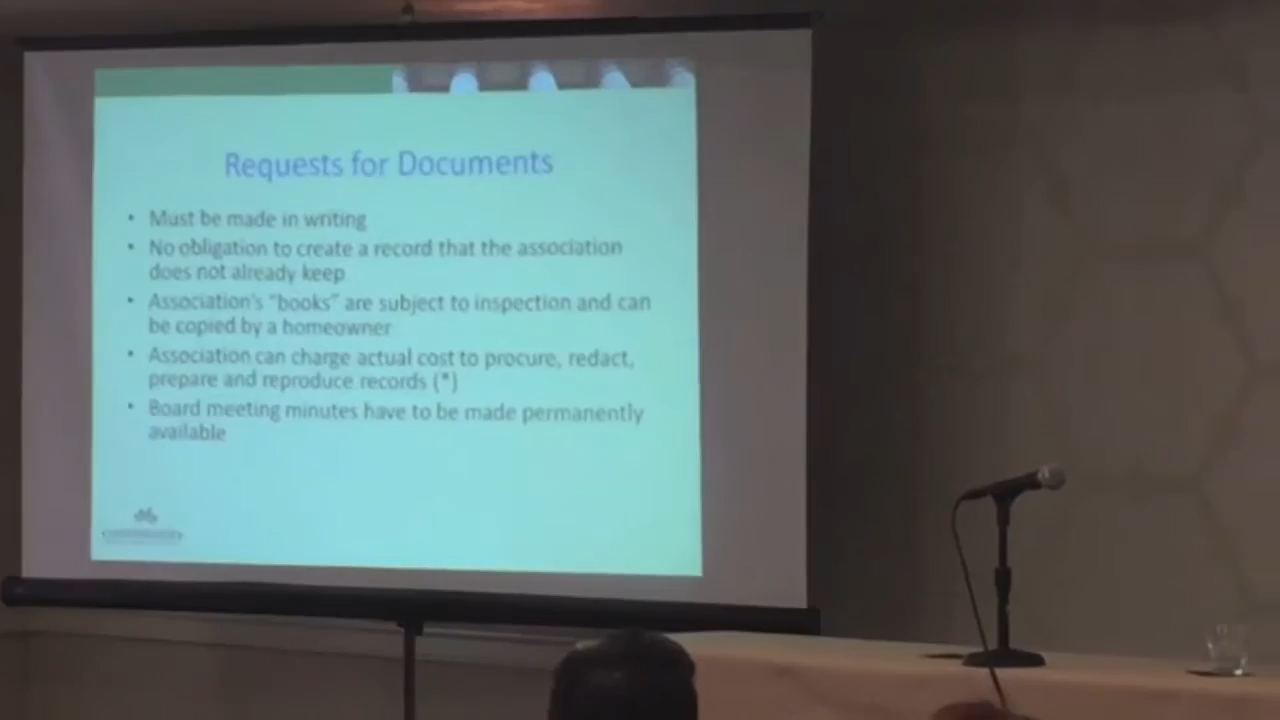 Requests for Documents
• Must be made in writing
• No obligation to create a record that the association
does not already keep
• Association's "books" are subject to inspection and can
be copied by a homeowner
• Association can charge actual cost to procure, redact,
prepare and reproduce records (*)
• Board meeting minutes have to be made permanently
available